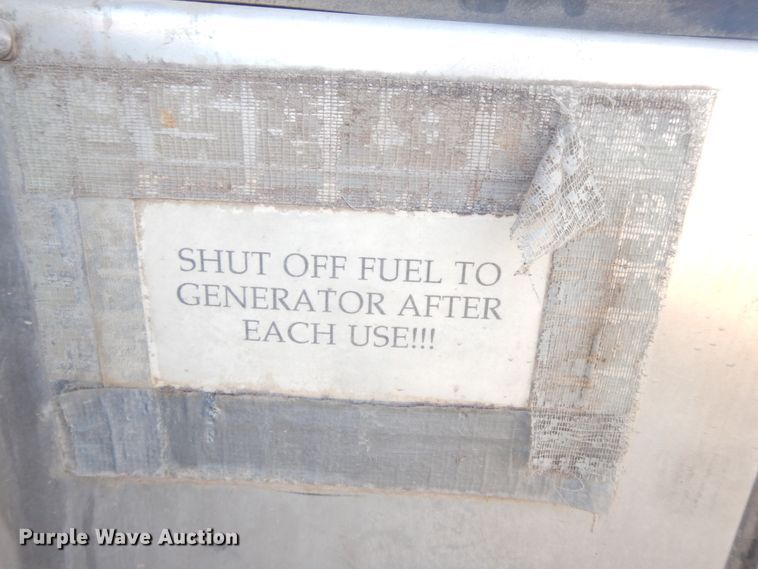 SHUT OFF FUEL TO
GENERATOR AFTER
EACH USE!!!
Purple Wave Auction